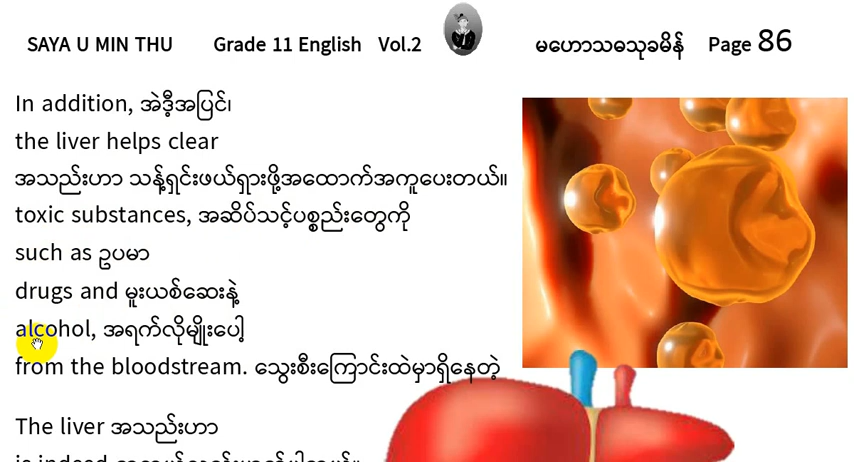 SAYA U MIN THU Grade 11 English Vol.2 မဟောသဓသုခမိန် Page 86
In addition, အဲဒီ့အပြင်၊
the liver helps clear
အသည်းဟာ သန့်ရှင်းဖယ်ရှားဖို့အထောက်အကူပေးတယ်။
toxic substances, အဆိပ်သင့်ပစ္စည်းတွေကို
such as ဥပမာ
drugs and မူးယစ်ဆေးနဲ့
alcohol, အရက်လိုမျိုးပေါ့
from the bloodstream. သွေးစီးကြောင်းထဲမှာရှိနေတဲ့
The liver အသည်းဟာ
is indeed